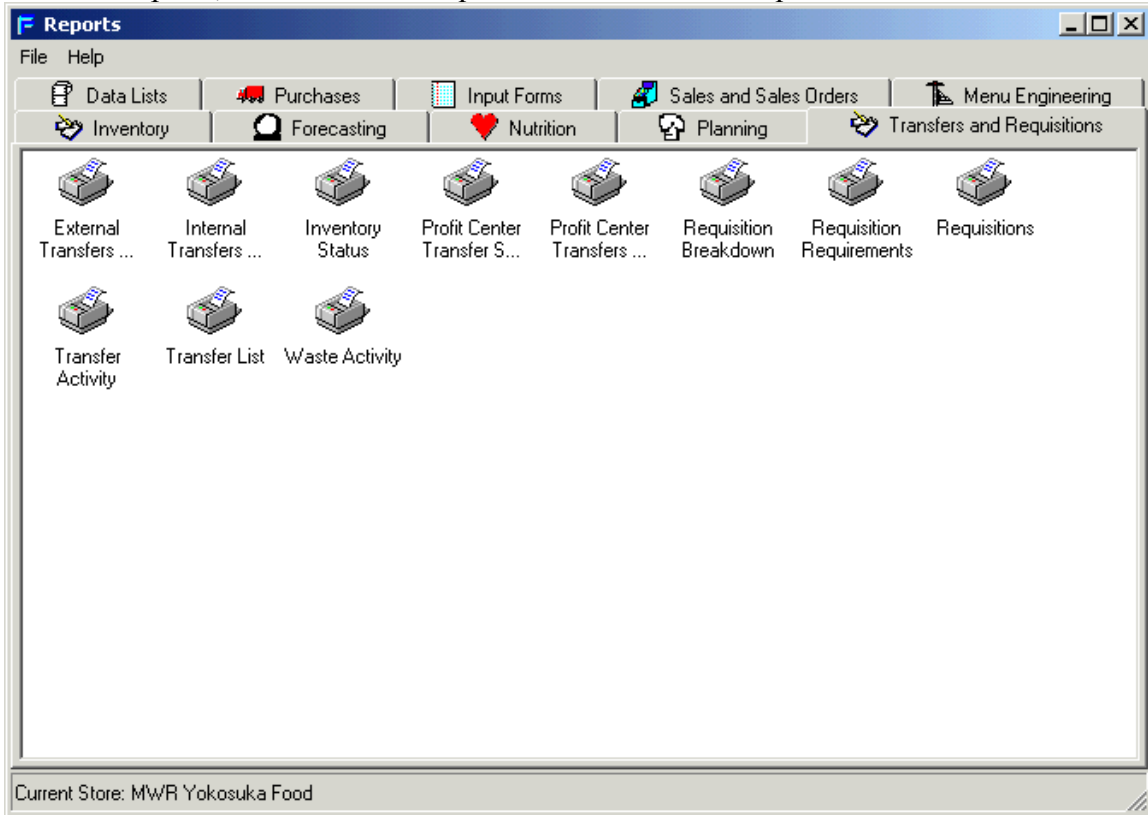 Reports
File Help
Data Lists Purchases Input Forms Sales and Sales Orders Menu Engineering
Inventory Forecasting Nutrition Planning Transfers and Requisitions
External Transfers ...
Internal Transfers ...
Inventory Status
Profit Center Transfer S...
Profit Center Transfers ...
Requisition Breakdown
Requisition Requirements
Requisitions
Transfer Activity
Transfer List
Waste Activity
Current Store: MWR Yokosuka Food